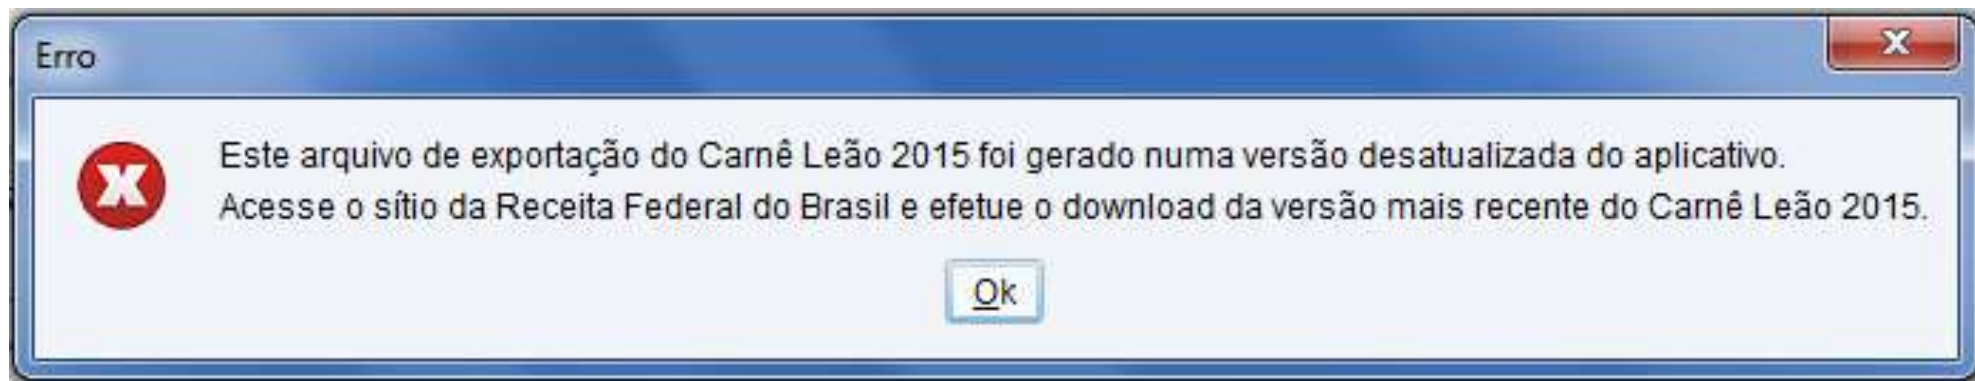 Erro
Este arquivo de exportação do Carnê Leão 2015 foi gerado numa versão desatualizada do aplicativo.
Acesse o sítio da Receita Federal do Brasil e efetue o download da versão mais recente do Carnê Leão 2015.
Ok